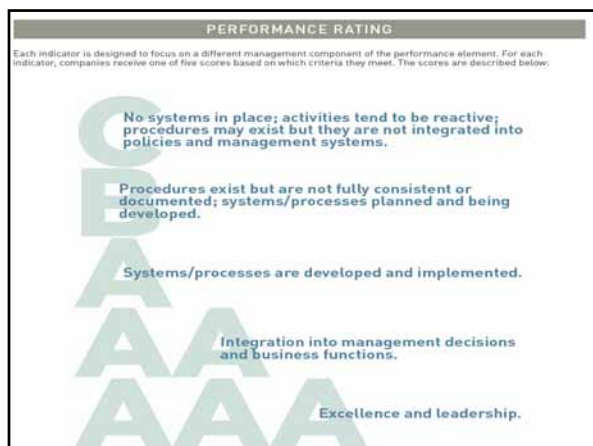 PERFORMANCE RATING
Each indicator is designed to focus on a different management component of the performance element. For each
indicator, companies receive one of five scores based on which criteria they meet. The scores are described below:
C
No systems in place; activities tend to be reactive;
procedures may exist but they are not integrated into
policies and management systems.
B
Procedures exist but are not fully consistent or
documented; systems/processes planned and being
developed.
A
Systems/processes are developed and implemented.
AA
Integration into management decisions
and business functions.
AAA
Excellence and leadership.